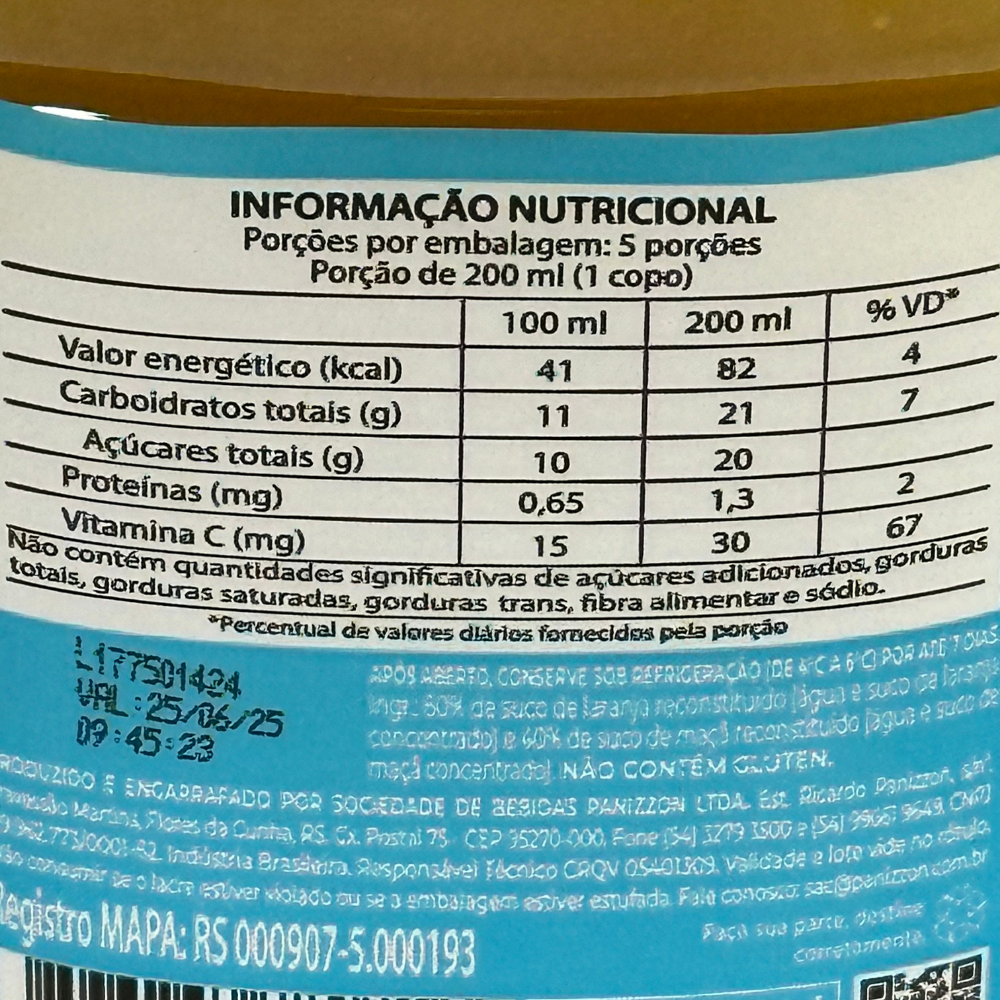 INFORMAÇÃO NUTRICIONAL
Porções por embalagem: 5 porções
Porção de 200 ml (1 copo)
100 ml 200 ml % VD*
Valor energético (kcal) 41 82 4
Carboidratos totais (g) 11 21 7
Açúcares totais (g) 10 20
Proteínas (mg) 0,65 1,3 2
Vitamina C (mg) 15 30 67
Não contém quantidades significativas de açúcares adicionados, gorduras
totais, gorduras saturadas, gorduras trans, fibra alimentar e sódio.
*Percentual de valores diários fornecidos pela porção
L177501424
VAL:25/06/25
09:45:23
APÓS ABERTO, CONSERVE SOB REFRIGERAÇÃO
de suco de laranja reconstituído (água e suco de laranja
concentrado) e 40% de suco de maçã reconstituído (água e suco de
maçã concentrado). NÃO CONTÉM GLÚTEN.
E ENGARRAFADO POR SOCIEDADE DE BEBIDAS PANIZZON LTDA. Est. Ricardo Panizzon,
Martins, Flores da Cunha, RS. Cx. Postal 75 CEP 95270-000, Fone (54) 3279
Indústria Brasileira. Responsável Técnico CRQV Validade e lote vide no
consumir se o lacre estiver violado ou se a embalagem estiver estufada. Fale conosco: sac@panizzon.com.br
Registro MAPA: RS 000907-5.000193
Faça sua parte, destine
corretamente